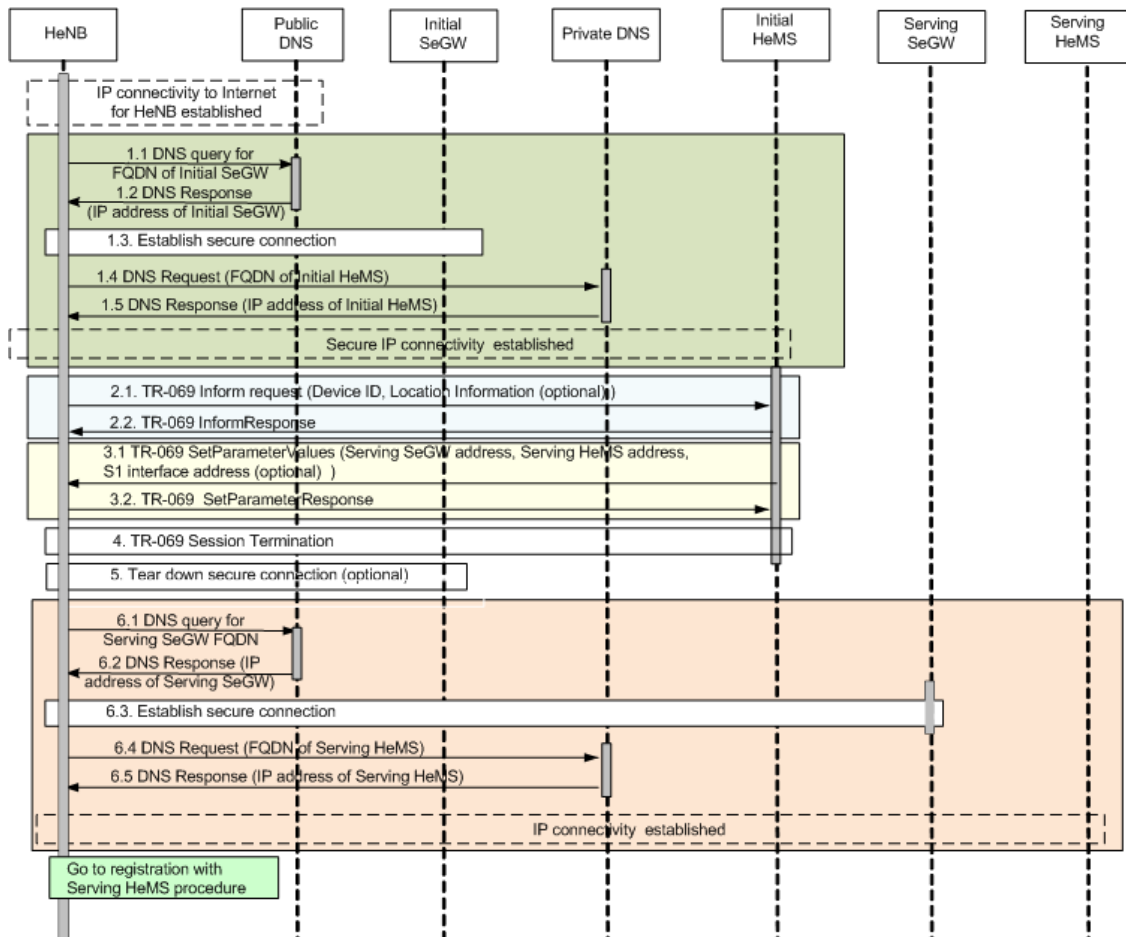 HeNB
Public
DNS
Initial
SeGW
Private DNS
Initial
HeMS
Serving
SeGW
Serving
HeMS
IP connectivity to Internet
for HeNB established
1.1 DNS query for
FQDN of Initial SeGW
1.2 DNS Response
(IP address of Initial SeGW)
1.3. Establish secure connection
1.4 DNS Request (FQDN of Initial HeMS)
1.5 DNS Response (IP address of Initial HeMS)
Secure IP connectivity established
2.1. TR-069 Inform request (Device ID, Location Information (optional) )
2.2. TR-069 InformResponse
3.1 TR-069 SetParameterValues (Serving SeGW address, Serving HeMS address,
S1 interface address (optional) )
3.2. TR-069 SetParameterResponse
4. TR-069 Session Termination
5. Tear down secure connection (optional)
6.1 DNS query for
Serving SeGW FQDN
6.2 DNS Response (IP
address of Serving SeGW)
6.3. Establish secure connection
6.4 DNS Request (FQDN of Serving HeMS)
6.5 DNS Response (IP address of Serving HeMS)
IP connectivity established
Go to registration with
Serving HeMS procedure